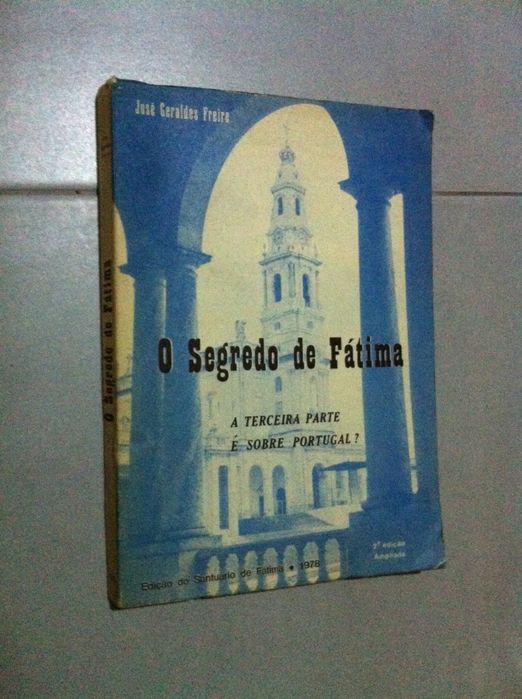 José Geraldes Freire
O Segredo de Fátima
A TERCEIRA PARTE
É SOBRE PORTUGAL?
edição
Ampliada
Edição do Santuário de Fátima • 1978
O Segredo de Fátima